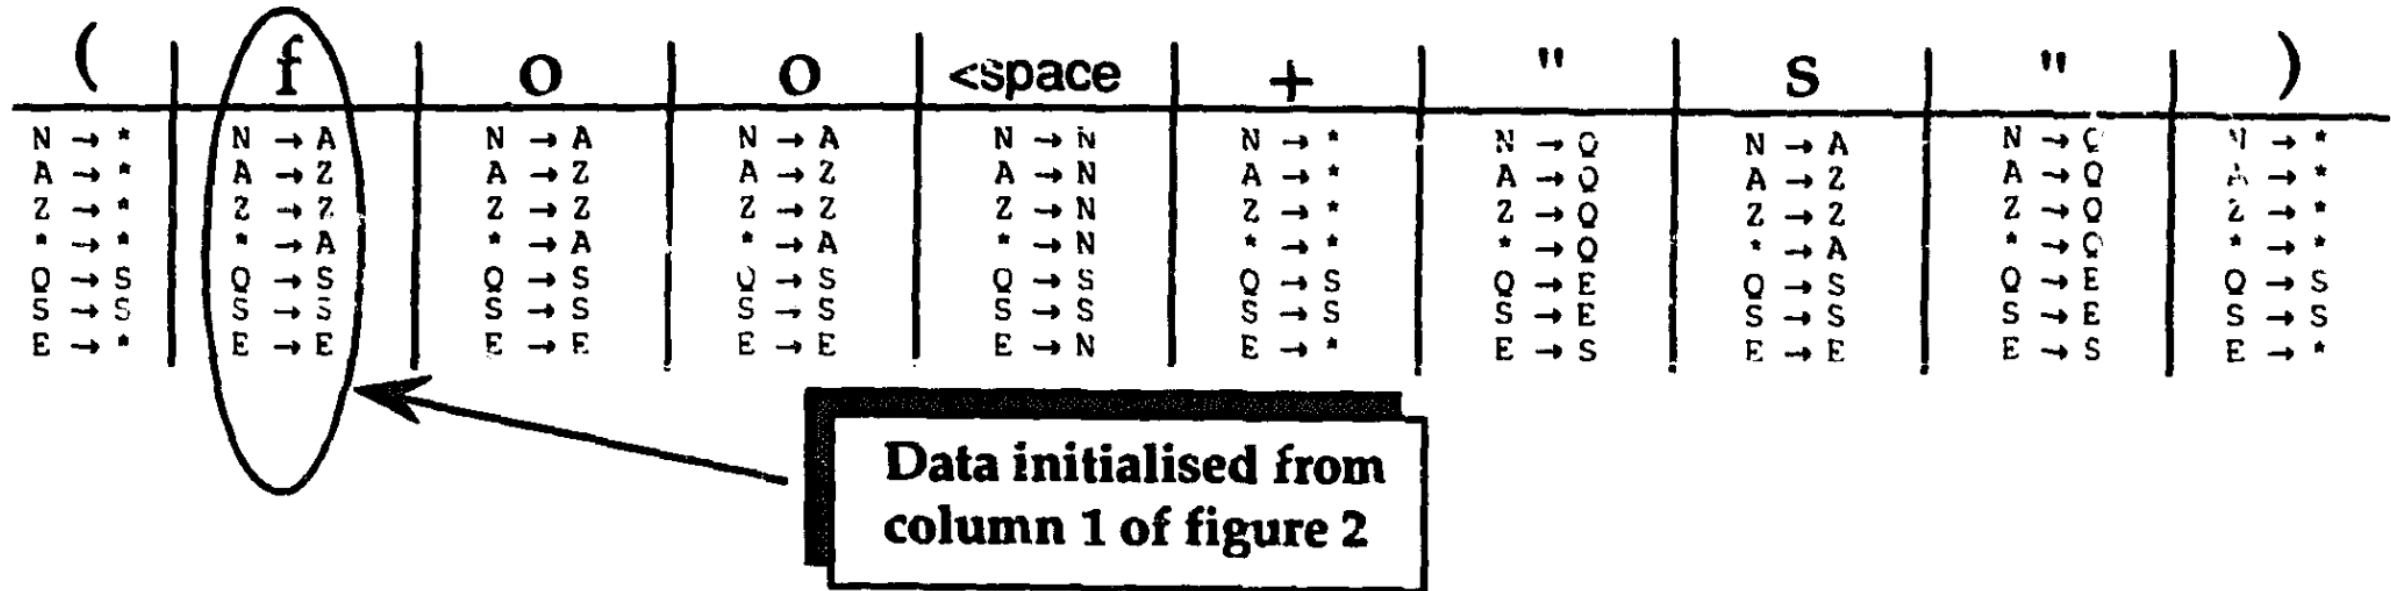 ( f o o <space + " s " )
N → * N → A N → A N → A N → N N → * N → Q N → A N → Q N → *
A → * A → Z A → Z A → Z A → N A → * A → Q A → Z A → Q A → *
Z → * Z → Z Z → Z Z → Z Z → N Z → * Z → Q Z → Z Z → Q Z → *
* → * * → A * → A * → A * → N * → * * → Q * → A * → Q * → *
Q → S Q → S Q → S Q → S Q → S Q → S Q → E Q → S Q → E Q → S
S → S S → S S → S S → S S → S S → S S → E S → S S → E S → S
E → * E → E E → E E → E E → N E → * E → S E → E E → S E → *
Data initialised from
column 1 of figure 2